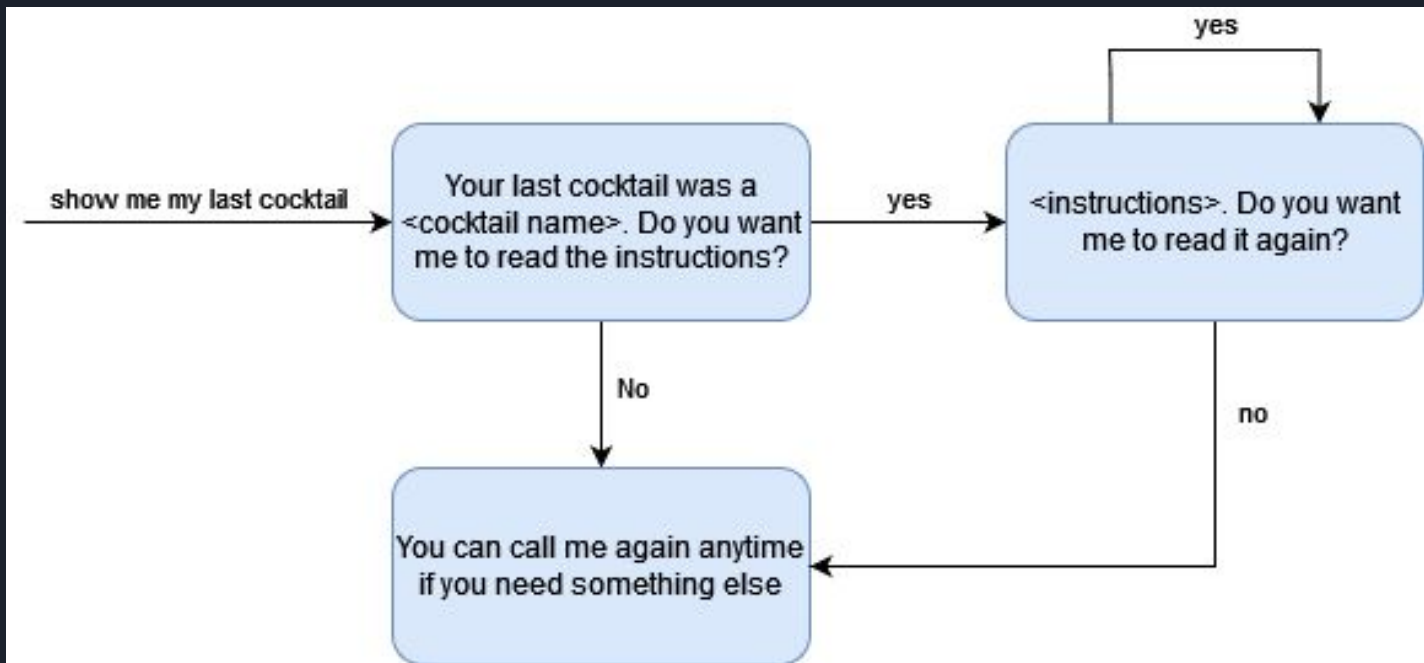 yes
show me my last cocktail
Your last cocktail was a
<cocktail name>. Do you want
me to read the instructions?
yes
<instructions>. Do you want
me to read it again?
No
no
You can call me again anytime
if you need something else